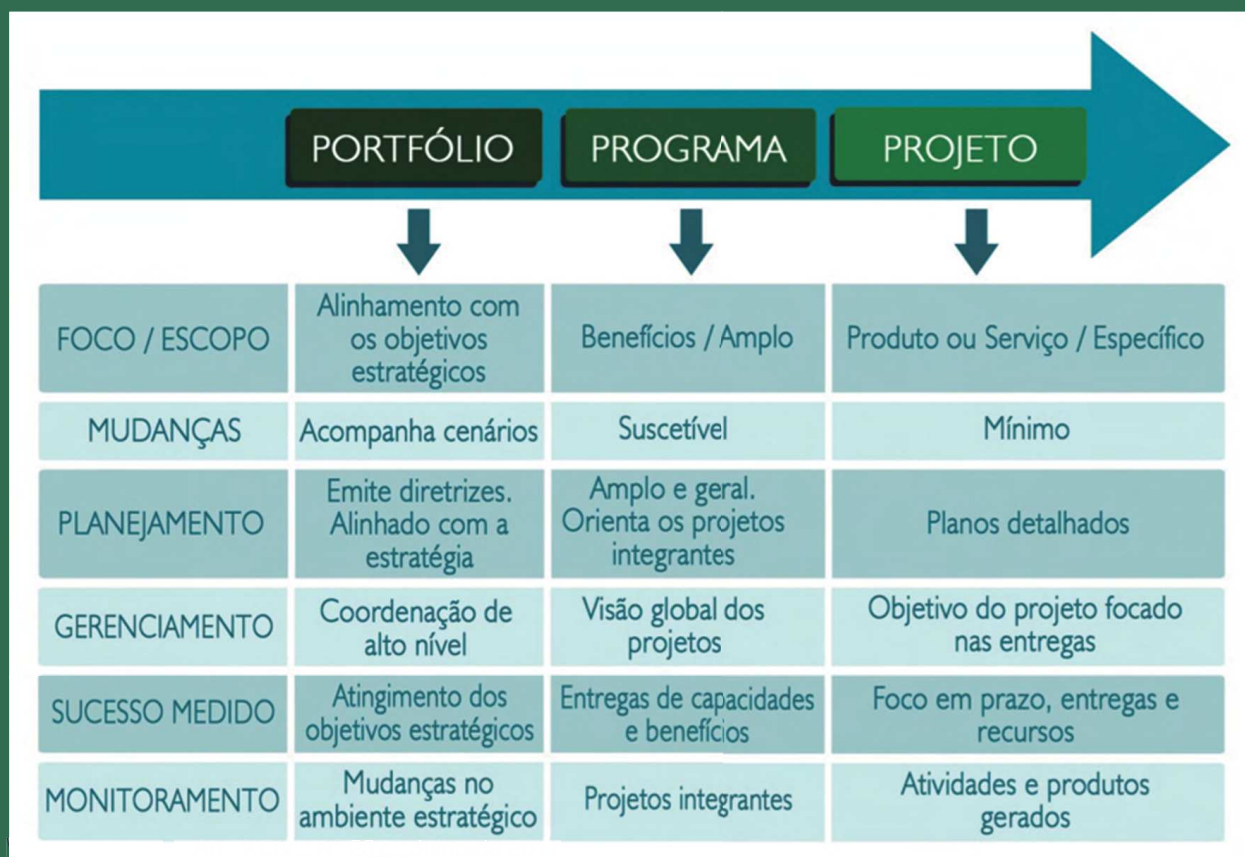 PORTFÓLIO PROGRAMA PROJETO
FOCO / ESCOPO
Alinhamento com
os objetivos
estratégicos
Benefícios / Amplo
Produto ou Serviço / Específico
MUDANÇAS
Acompanha cenários
Suscetível
Mínimo
PLANEJAMENTO
Emite diretrizes.
Alinhado com a
estratégia
Amplo e geral.
Orienta os projetos
integrantes
Planos detalhados
GERENCIAMENTO
Coordenação de
alto nível
Visão global dos
projetos
Objetivo do projeto focado
nas entregas
SUCESSO MEDIDO
Atingimento dos
objetivos estratégicos
Entregas de capacidades
e benefícios
Foco em prazo, entregas e
recursos
MONITORAMENTO
Mudanças no
ambiente estratégico
Projetos integrantes
Atividades e produtos
gerados